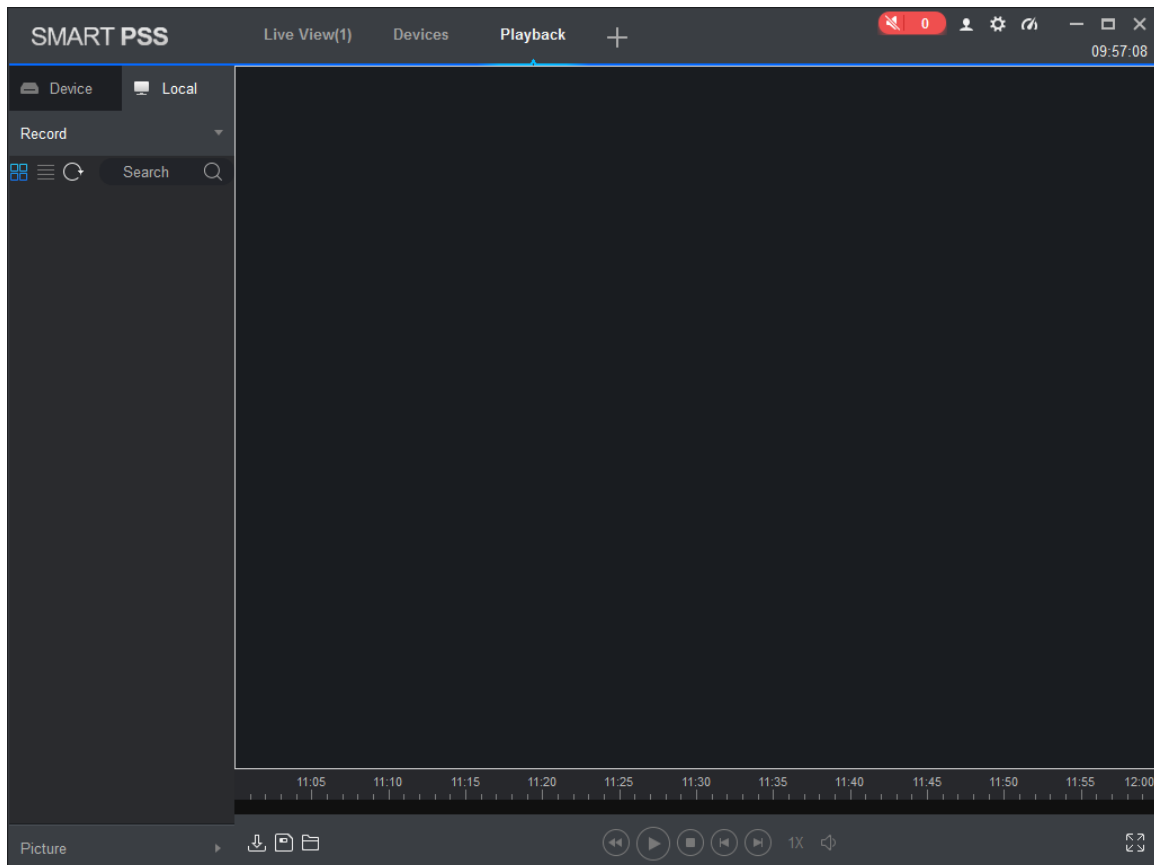 SMART PSS
Live View(1)
Devices
Playback
0
09:57:08
Device
Local
Record
Search
11:05 11:10 11:15 11:20 11:25 11:30 11:35 11:40 11:45 11:50 11:55 12:00
Picture
1X